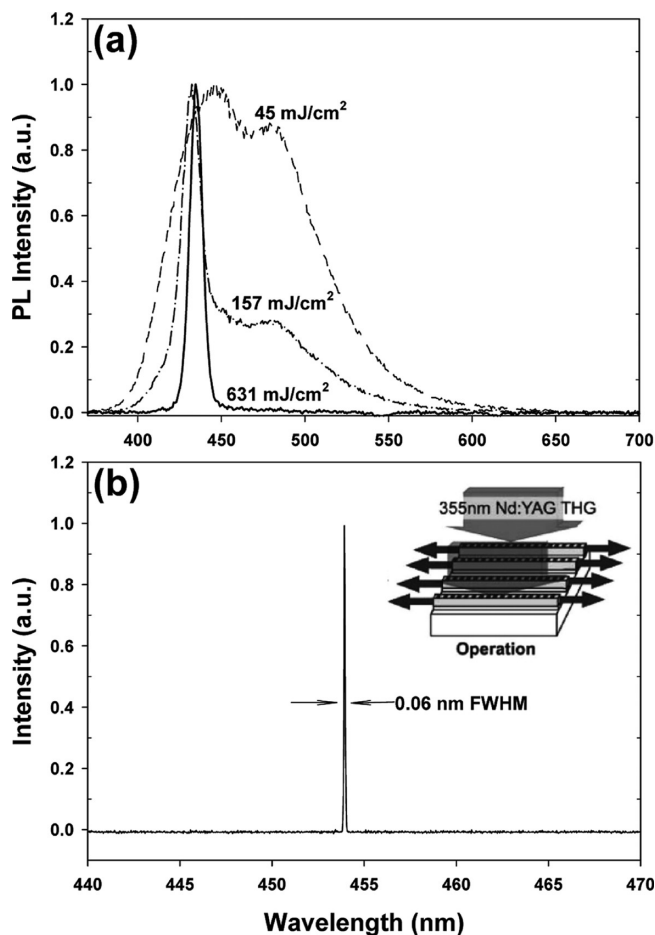 (a)
1.2
1.0
0.8
0.6
0.4
0.2
0.0
PL Intensity (a.u.)
45 mJ/cm²
157 mJ/cm²
631 mJ/cm²
400 450 500 550 600 650 700
(b)
1.2
1.0
0.8
0.6
0.4
0.2
0.0
Intensity (a.u.)
355nm Nd:YAG THG
Operation
0.06 nm FWHM
440 445 450 455 460 465 470
Wavelength (nm)